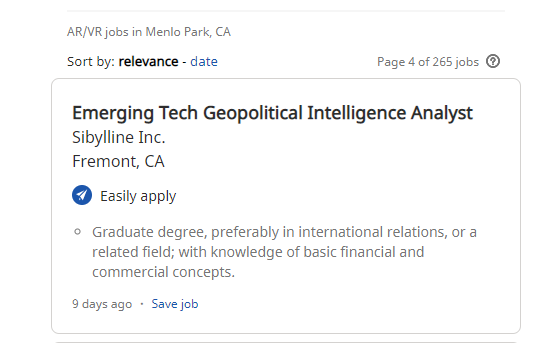 AR/VR jobs in Menlo Park, CA
Sort by: relevance - date
Page 4 of 265 jobs ?
Emerging Tech Geopolitical Intelligence Analyst
Sibylline Inc.
Fremont, CA
Easily apply
Graduate degree, preferably in international relations, or a
related field; with knowledge of basic financial and
commercial concepts.
9 days ago · Save job